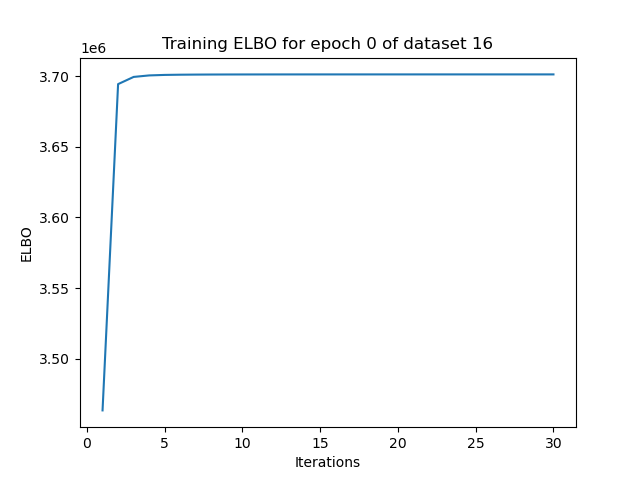 Training ELBO for epoch 0 of dataset 16
1e6
3.70
3.65
3.60
3.55
3.50
ELBO
0 5 10 15 20 25 30
Iterations